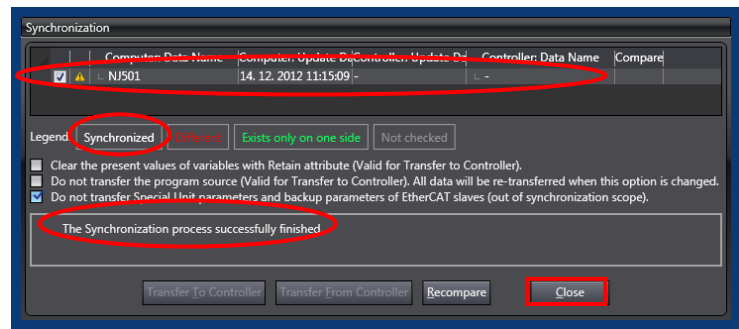 Synchronization
Computer: Data Name Computer: Update Da Controller: Update Da Controller: Data Name Compare
NJ501 14. 12. 2012 11:15:09 - -
Legend Synchronized Different Exists only on one side Not checked
Clear the present values of variables with Retain attribute (Valid for Transfer to Controller).
Do not transfer the program source (Valid for Transfer to Controller). All data will be re-transferred when this option is changed.
Do not transfer Special Unit parameters and backup parameters of EtherCAT slaves (out of synchronization scope).
The Synchronization process successfully finished
Transfer To Controller Transfer From Controller Recompare Close